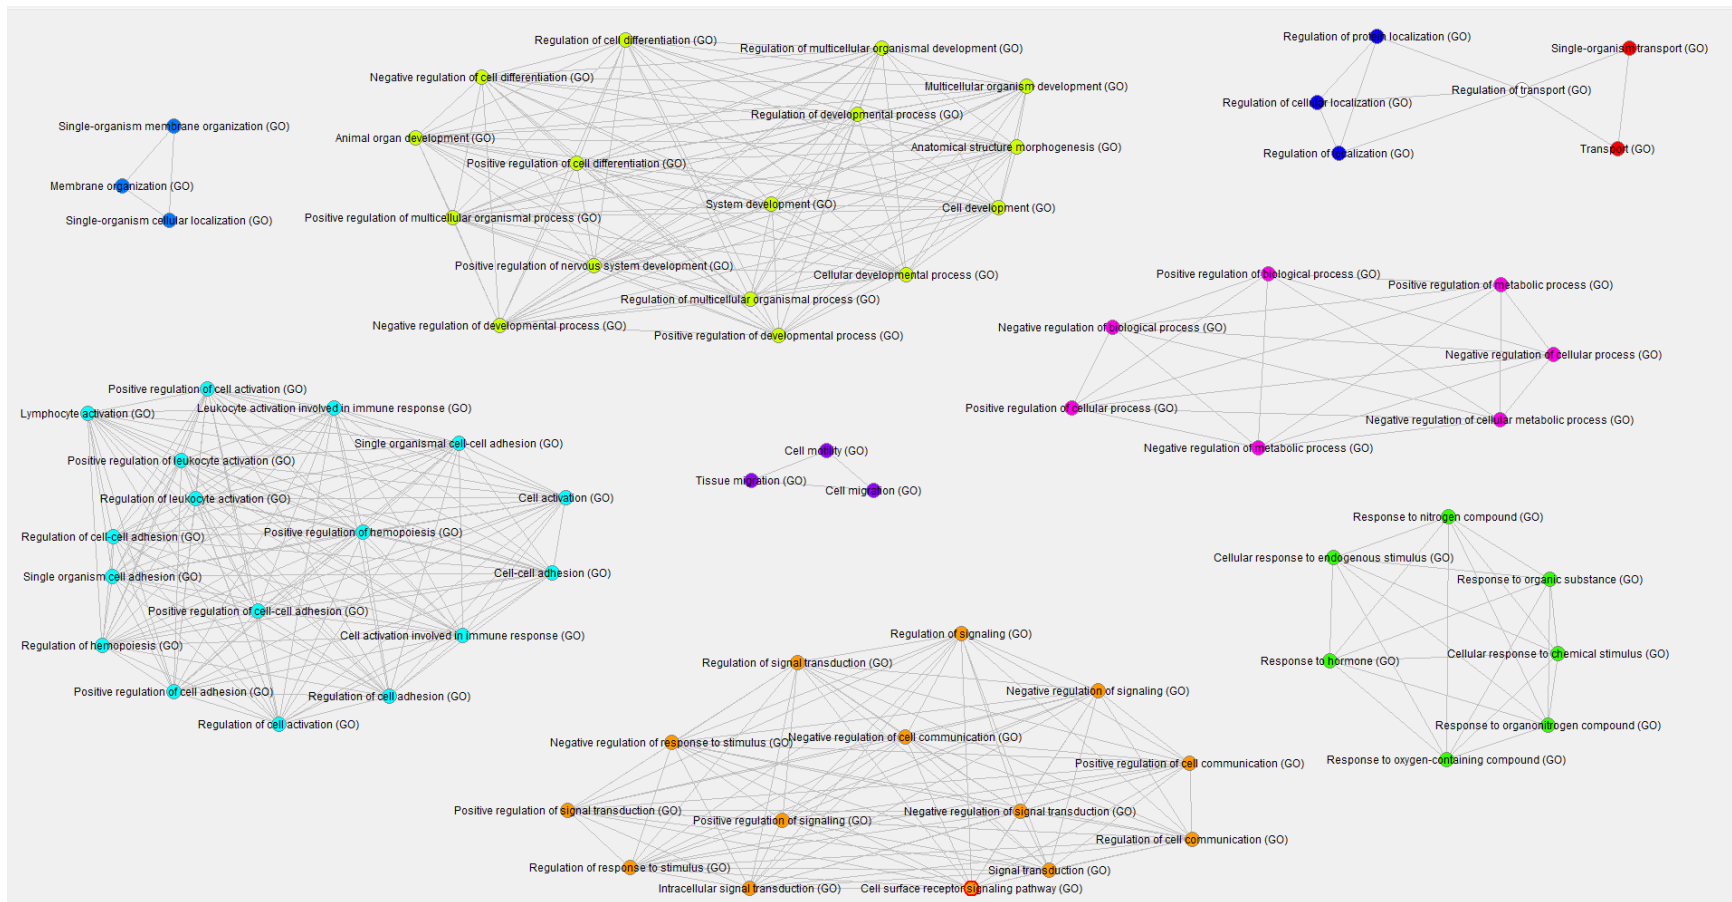 Regulation of cell differentiation (GO)
Regulation of multicellular organismal development (GO)
Negative regulation of cell differentiation (GO)
Multicellular organism development (GO)
Regulation of developmental process (GO)
Animal organ development (GO)
Anatomical structure morphogenesis (GO)
Positive regulation of cell differentiation (GO)
System development (GO)
Cell development (GO)
Positive regulation of multicellular organismal process (GO)
Positive regulation of nervous system development (GO)
Cellular developmental process (GO)
Regulation of multicellular organismal process (GO)
Negative regulation of developmental process (GO)
Positive regulation of developmental process (GO)
Single-organism membrane organization (GO)
Membrane organization (GO)
Single-organism cellular localization (GO)
Regulation of protein localization (GO)
Single-organism transport (GO)
Regulation of transport (GO)
Regulation of cellular localization (GO)
Regulation of localization (GO)
Transport (GO)
Positive regulation of biological process (GO)
Positive regulation of metabolic process (GO)
Negative regulation of biological process (GO)
Negative regulation of cellular process (GO)
Positive regulation of cellular process (GO)
Negative regulation of cellular metabolic process (GO)
Negative regulation of metabolic process (GO)
Positive regulation of cell activation (GO)
Lymphocyte activation (GO)
Leukocyte activation involved in immune response (GO)
Single organismal cell-cell adhesion (GO)
Positive regulation of leukocyte activation (GO)
Regulation of leukocyte activation (GO)
Cell activation (GO)
Positive regulation of hemopoiesis (GO)
Regulation of cell-cell adhesion (GO)
Single organism cell adhesion (GO)
Cell-cell adhesion (GO)
Positive regulation of cell-cell adhesion (GO)
Cell activation involved in immune response (GO)
Regulation of hemopoiesis (GO)
Positive regulation of cell adhesion (GO)
Regulation of cell adhesion (GO)
Regulation of cell activation (GO)
Cell motility (GO)
Tissue migration (GO)
Cell migration (GO)
Response to nitrogen compound (GO)
Cellular response to endogenous stimulus (GO)
Response to organic substance (GO)
Cellular response to chemical stimulus (GO)
Response to hormone (GO)
Response to organonitrogen compound (GO)
Response to oxygen-containing compound (GO)
Regulation of signaling (GO)
Regulation of signal transduction (GO)
Negative regulation of signaling (GO)
Negative regulation of response to stimulus (GO)
Negative regulation of cell communication (GO)
Positive regulation of cell communication (GO)
Positive regulation of signal transduction (GO)
Positive regulation of signaling (GO)
Negative regulation of signal transduction (GO)
Regulation of cell communication (GO)
Regulation of response to stimulus (GO)
Signal transduction (GO)
Intracellular signal transduction (GO)
Cell surface receptor signaling pathway (GO)